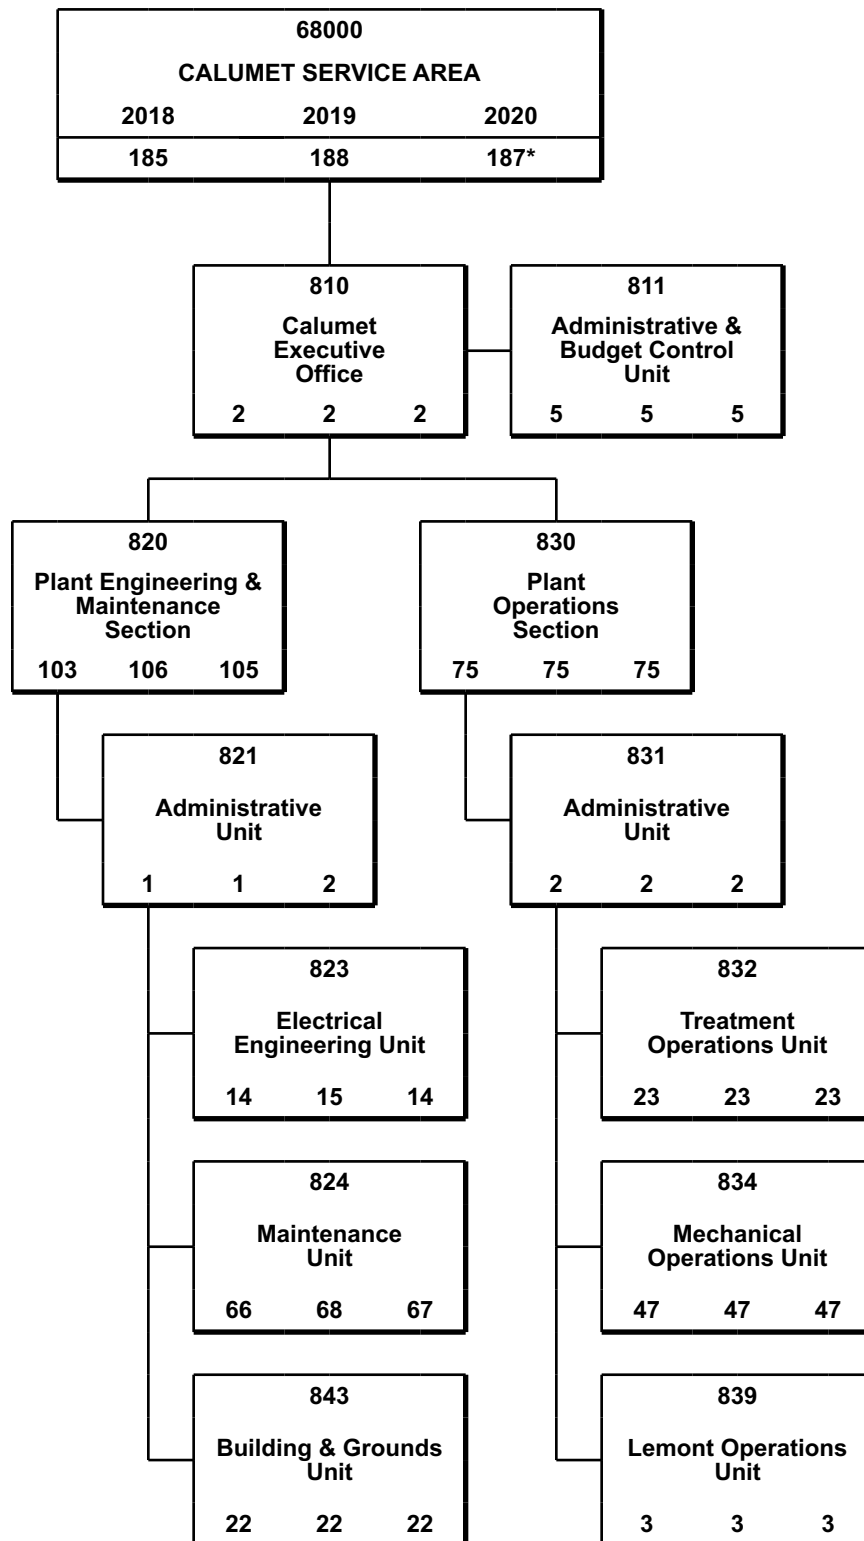 68000
CALUMET SERVICE AREA
2018 2019 2020
185 188 187*
810
Calumet
Executive
Office
2 2 2
811
Administrative &
Budget Control
Unit
5 5 5
820
Plant Engineering &
Maintenance
Section
103 106 105
830
Plant
Operations
Section
75 75 75
821
Administrative
Unit
1 1 2
831
Administrative
Unit
2 2 2
823
Electrical
Engineering Unit
14 15 14
832
Treatment
Operations Unit
23 23 23
824
Maintenance
Unit
66 68 67
834
Mechanical
Operations Unit
47 47 47
843
Building & Grounds
Unit
22 22 22
839
Lemont Operations
Unit
3 3 3